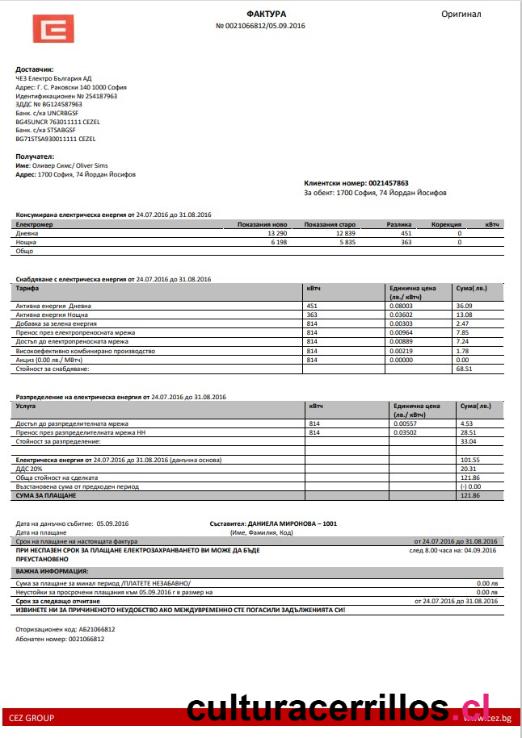 ФАКТУРА
Оригинал
№ 0021066812/05.09.2016
Доставчик:
ЧЕЗ Електро България АД
Адрес: Г. С. Раковски 140 1000 София
Идентификационен № 254187963
ЗДДС № BG124587963
Банк. с/ка UNCRBGSF
BG45UNCR 763011111 CEZEL
Банк. с/ка STSABGSF
BG71STSA930011111 CEZEL
Получател:
Име: Оливер Симс/ Oliver Sims
Адрес: 1700 София, 74 Йордан Йосифов
Клиентски номер: 0021457863
За обект: 1700 София, 74 Йордан Йосифов
Консумирана електрическа енергия от 24.07.2016 до 31.08.2016
Електромер Показания ново Показания старо Разлика Корекция кВтч
Дневна 13 290 12 839 451 0
Нощна 6 198 5 835 363 0
Общо
Снабдяване с електрическа енергия от 24.07.2016 до 31.08.2016
Тарифа кВтч Единична цена (лв./ кВтч) Сума(лв.)
Активна енергия Дневна 451 0.08003 36.09
Активна енергия Нощна 363 0.03602 13.08
Добавка за зелена енергия 814 0.00303 2.47
Пренос през електропреносната мрежа 814 0.00964 7.85
Достъп до електропреносната мрежа 814 0.00889 7.24
Високоефективно комбинирано производство 814 0.00219 1.78
Акциз (0.00 лв./ МВтч) 814 0.00000 0.00
Стойност за снабдяване: 68.51
Разпределение на електрическа енергия от 24.07.2016 до 31.08.2016
Услуга кВтч Единична цена (лв./ кВтч) Сума( лв.)
Достъп до разпределителната мрежа 814 0.00557 4.53
Пренос през разпределителната мрежа НН 814 0.03502 28.51
Стойност за разпределение: 33.04
Електрическа енергия от 24.07.2016 до 31.08.2016 (данъчна основа) 101.55
ДДС 20% 20.31
Обща стойност на сделката 121.86
Възстановена сума от предходен период (-) 0.00
СУМА ЗА ПЛАЩАНЕ 121.86
Дата на данъчно събитие: 05.09.2016 Съставител: ДАНИЕЛА МИРОНОВА – 1001
Дата на плащане (Име, Фамилия, Код)
Срок на плащане на настоящата фактура от 24.07.2016 до 31.08.2016
ПРИ НЕСПАЗЕН СРОК ЗА ПЛАЩАНЕ ЕЛЕКТРОЗАХРАНВАНЕТО ВИ МОЖЕ ДА БЪДЕ след 8.00 часа на: 04.09.2016
ПРЕУСТАНОВЕНО
ВАЖНА ИНФОРМАЦИЯ:
Сума за плащане за минал период /ПЛАТЕТЕ НЕЗАБАВНО/ 0.00 лв
Неустойки за просрочени плащания към 05.09.2016 г в размер на 0.00 лв
Срок за следващо отчитане от 24.07.2016 до 31.08.2016
ИЗВИНЕТЕ НИ ЗА ПРИЧИНЕНОТО НЕУДОБСТВО АКО МЕЖДУВРЕМЕННО СТЕ ПОГАСИЛИ ЗАДЪЛЖЕНИЯТА СИ!
Оторизационен код: АБ21066812
Абонатен номер: 0021066812
culturacerrillos.cl
CEZ GROUP
www.cez.bg